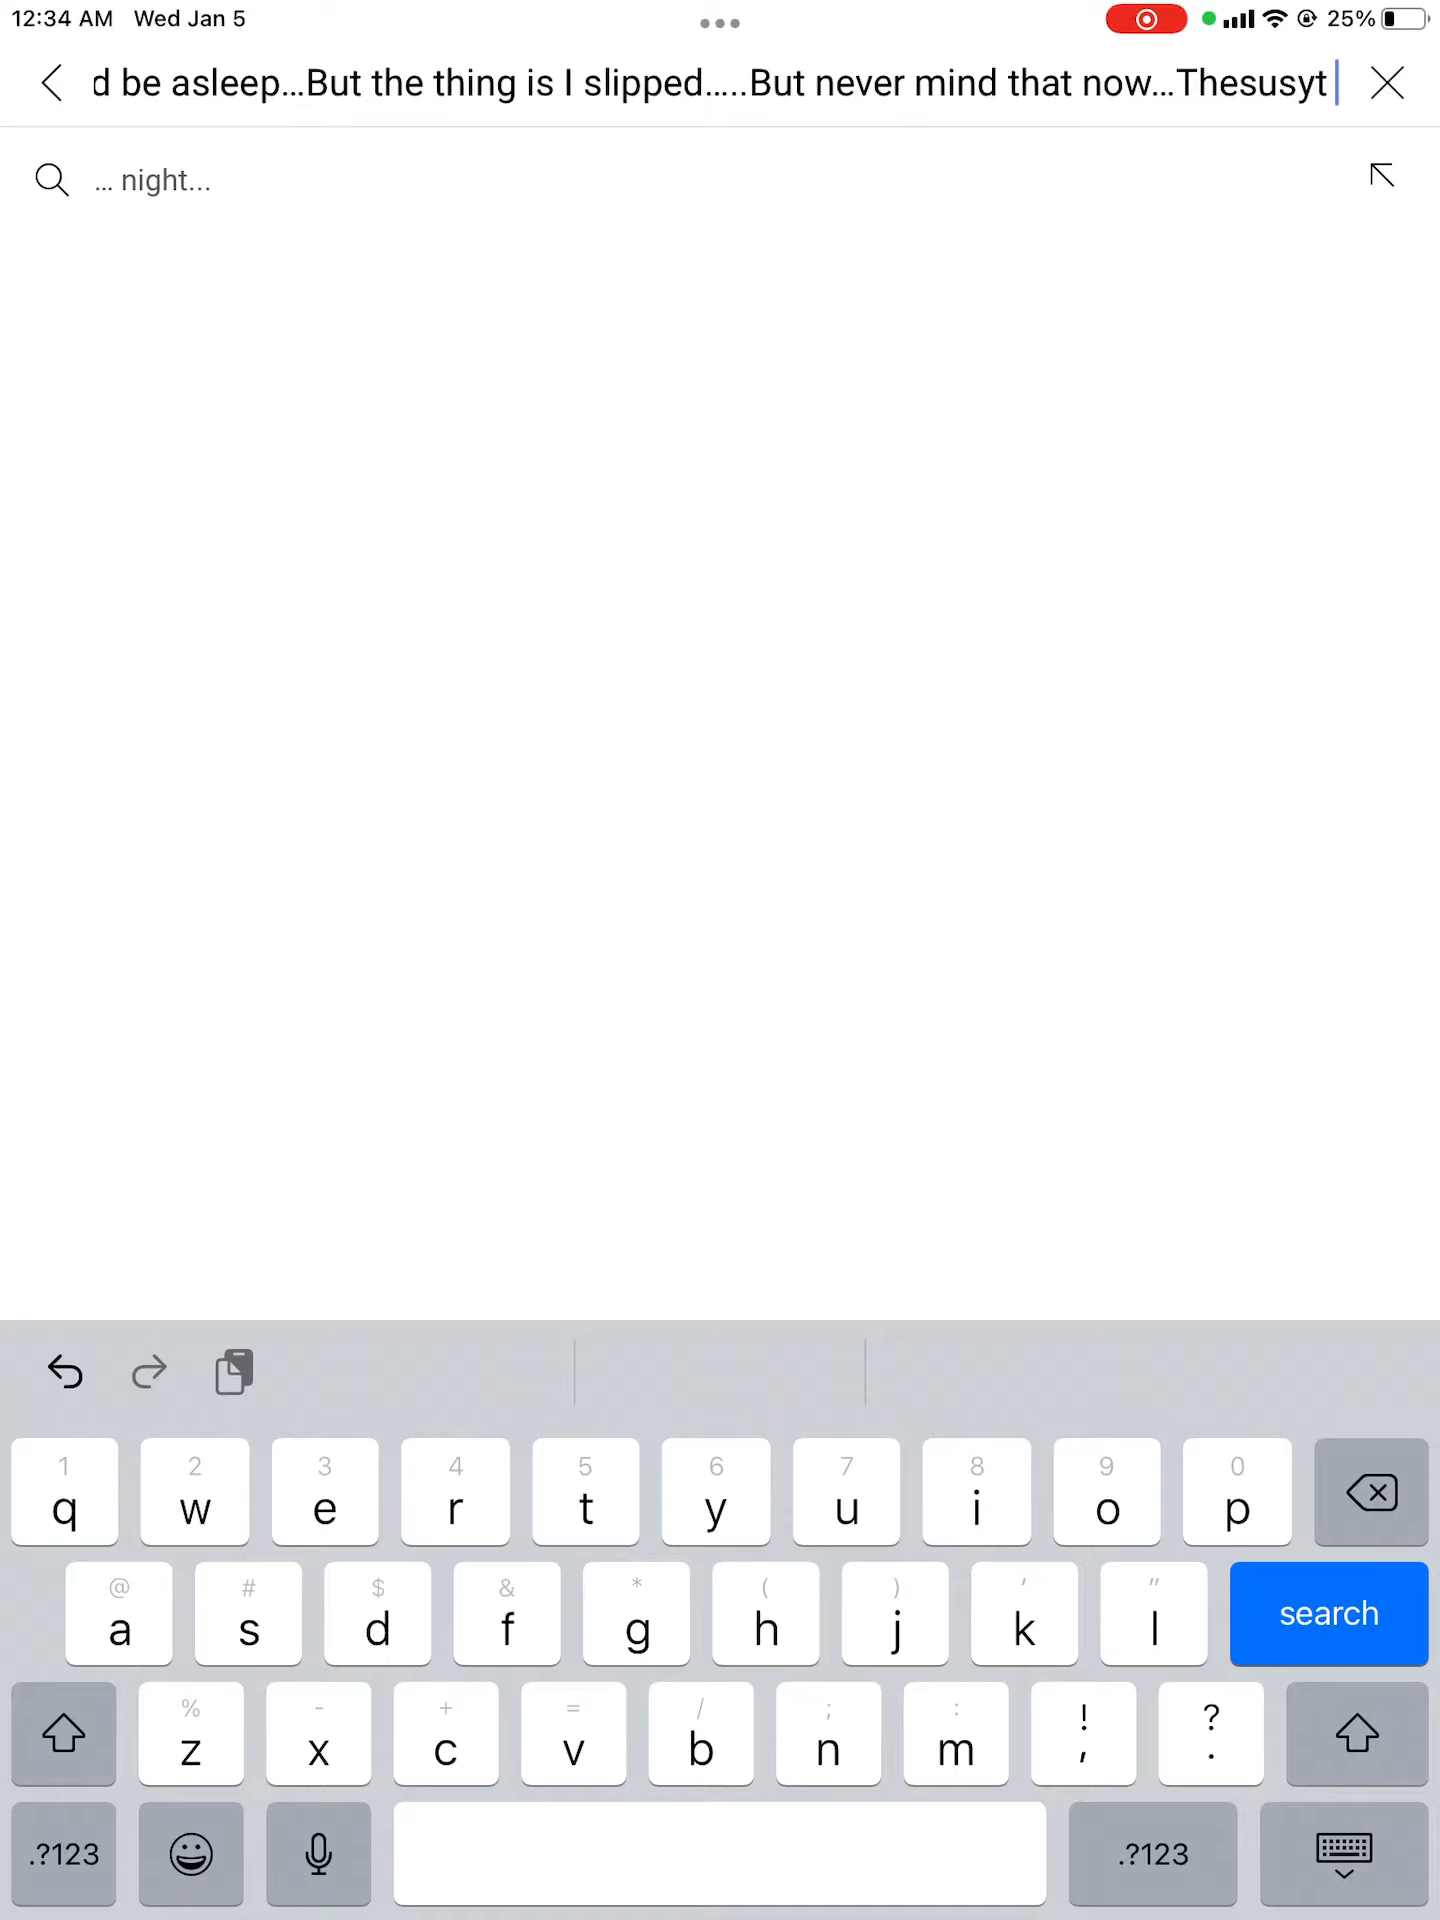 12:34 AM Wed Jan 5 25%
d be asleep...But the thing is I slipped.....But never mind that now...Thesusyt
... night...
1 2 3 4 5 6 7 8 9 0
q w e r t y u i o p
@ # $ & * ( ) ' "
a s d f g h j k l search
% - + = / ; : ! ?
z x c v b n m , .
.?123 .?123